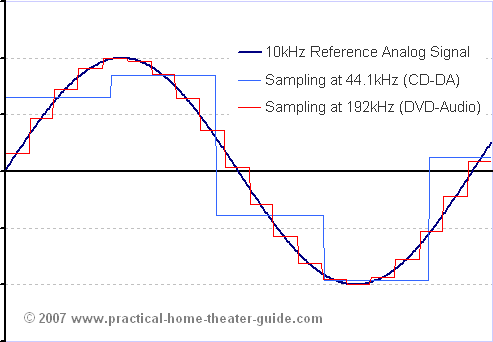 10kHz Reference Analog Signal
Sampling at 44.1kHz (CD-DA)
Sampling at 192kHz (DVD-Audio)
© 2007 www.practical-home-theater-guide.com